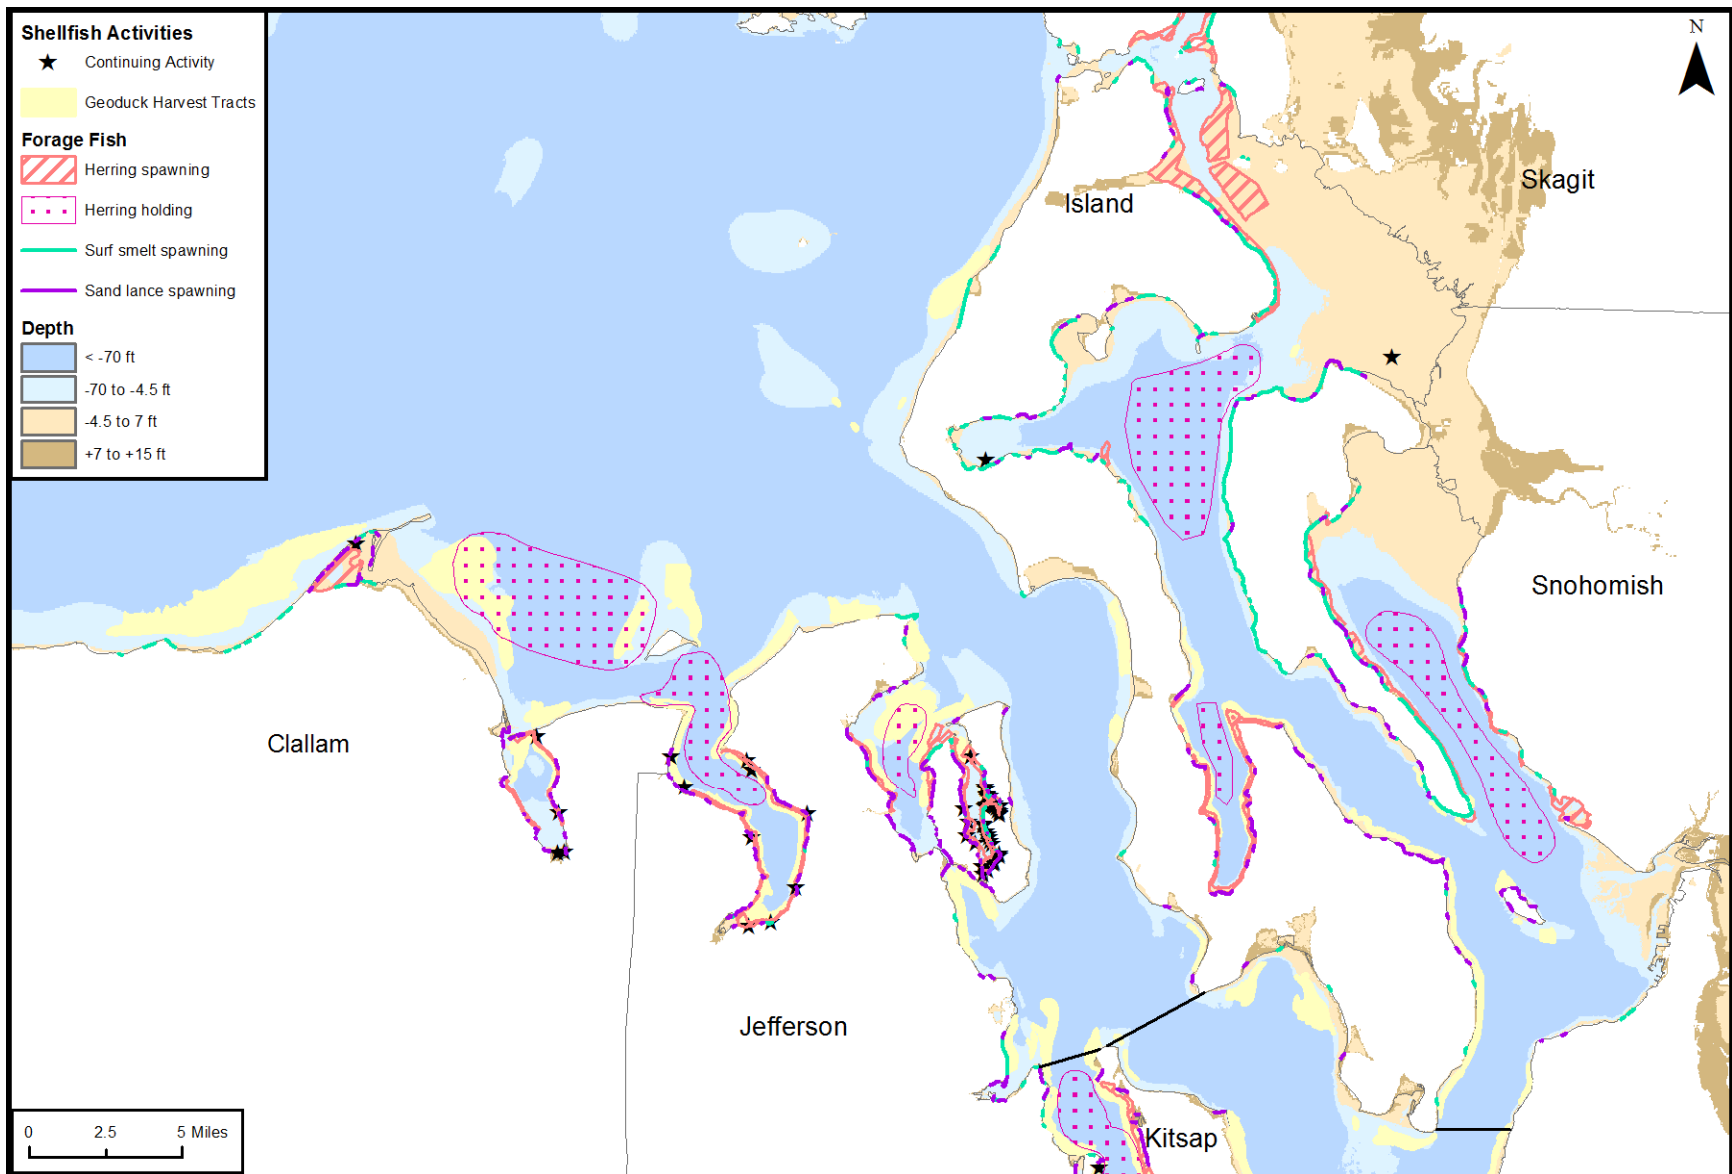 Shellfish Activities
Continuing Activity
Geoduck Harvest Tracts
Forage Fish
Herring spawning
Herring holding
Surf smelt spawning
Sand lance spawning
Depth
< -70 ft
-70 to -4.5 ft
-4.5 to 7 ft
+7 to +15 ft
N
Skagit
Island
Snohomish
Clallam
Jefferson
Kitsap
0 2.5 5 Miles